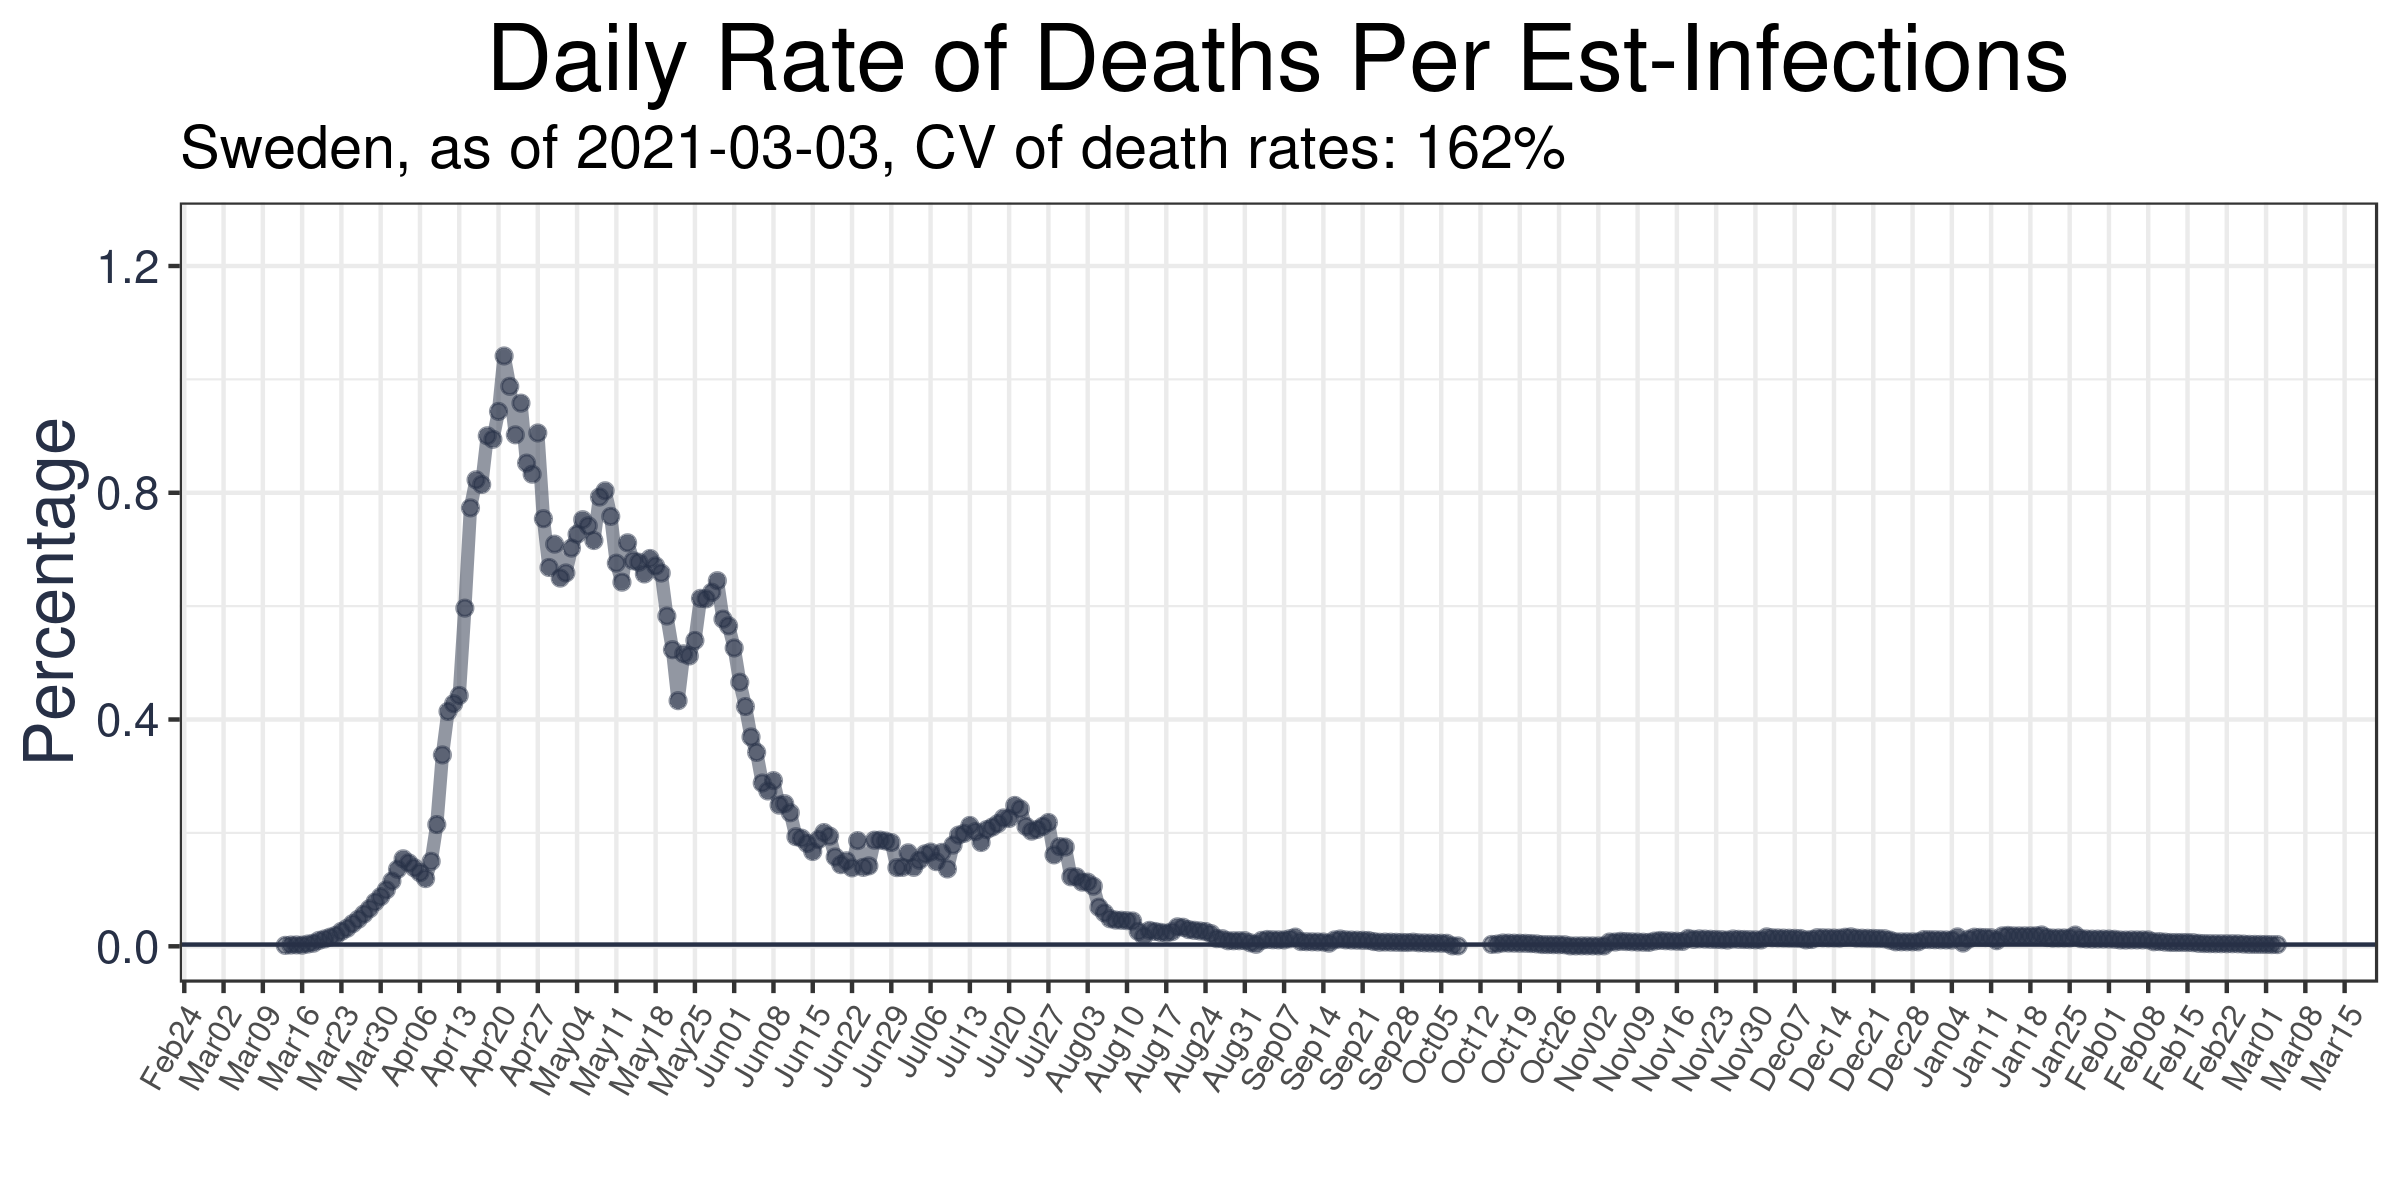 Daily Rate of Deaths Per Est-Infections
Sweden, as of 2021-03-03, CV of death rates: 162%
Percentage
1.2
0.8
0.4
0.0
Feb24
Mar02
Mar09
Mar16
Mar23
Mar30
Apr06
Apr13
Apr20
Apr27
May04
May11
May18
May25
Jun01
Jun08
Jun15
Jun22
Jun29
Jul06
Jul13
Jul20
Jul27
Aug03
Aug10
Aug17
Aug24
Aug31
Sep07
Sep14
Sep21
Sep28
Oct05
Oct12
Oct19
Oct26
Nov02
Nov09
Nov16
Nov23
Nov30
Dec07
Dec14
Dec21
Dec28
Jan04
Jan11
Jan18
Jan25
Feb01
Feb08
Feb15
Feb22
Mar01
Mar08
Mar15